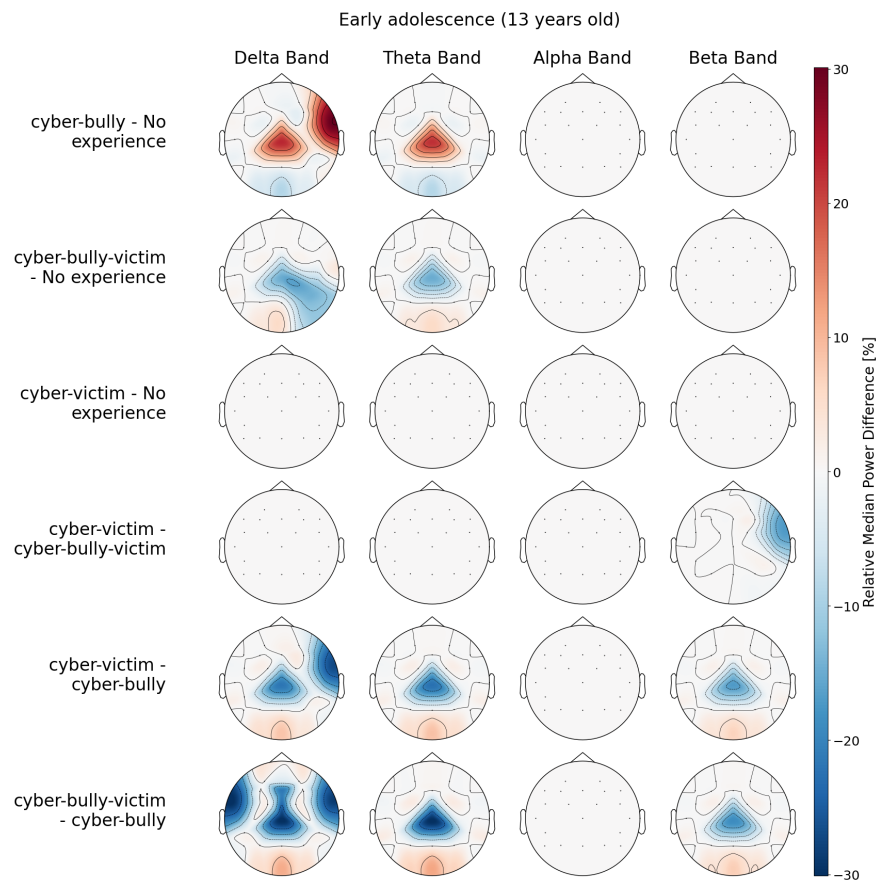 Early adolescence (13 years old)
Delta Band
Theta Band
Alpha Band
Beta Band
cyber-bully - No
experience
cyber-bully-victim
- No experience
cyber-victim - No
experience
cyber-victim -
cyber-bully-victim
cyber-victim -
cyber-bully
cyber-bully-victim
- cyber-bully
30
20
10
0
−10
−20
−30
Relative Median Power Difference [%]